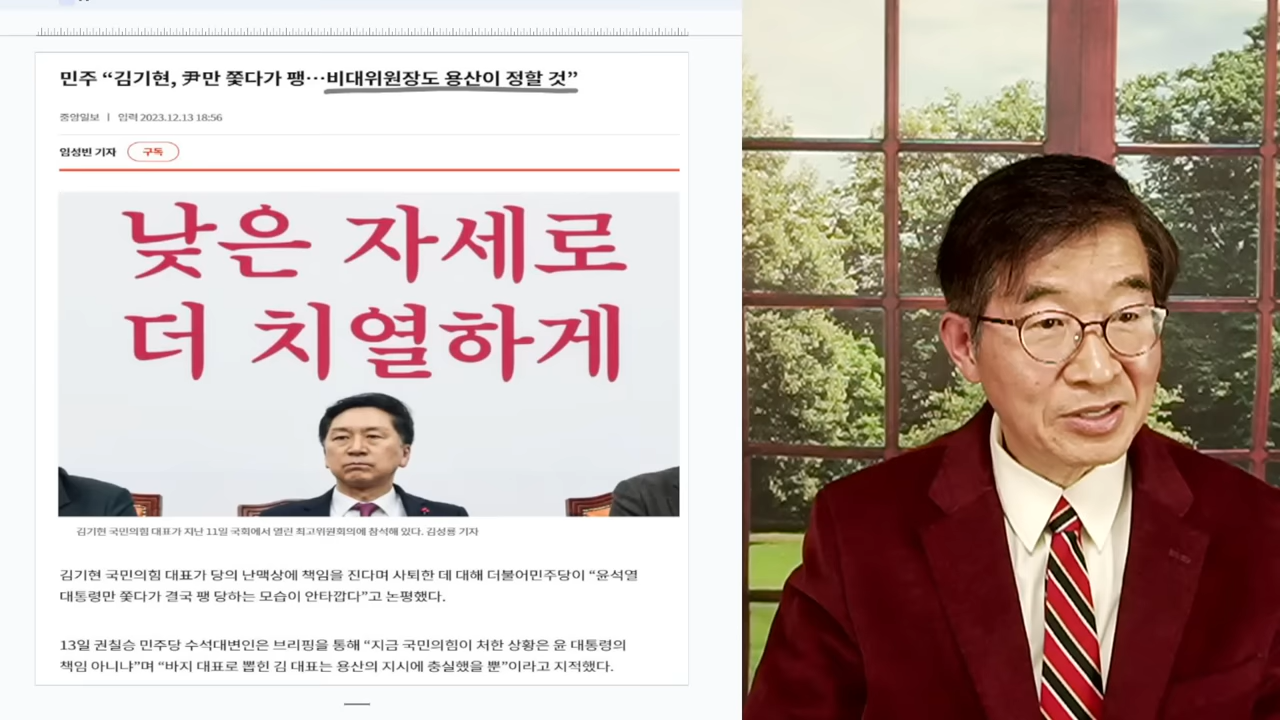 민주 “김기현, 尹만 쫓다가 팽…비대위원장도 용산이 정할 것”
중앙일보 | 입력 2023.12.13 18:56
임성빈 기자 구독
낮은 자세로
더 치열하게
김기현 국민의힘 대표가 지난 11일 국회에서 열린 최고위원회의에 참석해 있다. 김성룡 기자
김기현 국민의힘 대표가 당의 난맥상에 책임을 진다며 사퇴한 데 대해 더불어민주당이 “윤석열
대통령만 쫓다가 결국 팽 당하는 모습이 안타깝다”고 논평했다.
13일 권칠승 민주당 수석대변인은 브리핑을 통해 “지금 국민의힘이 처한 상황은 윤 대통령의
책임 아니냐”며 “바지 대표로 뽑힌 김 대표는 용산의 지시에 충실했을 뿐”이라고 지적했다.